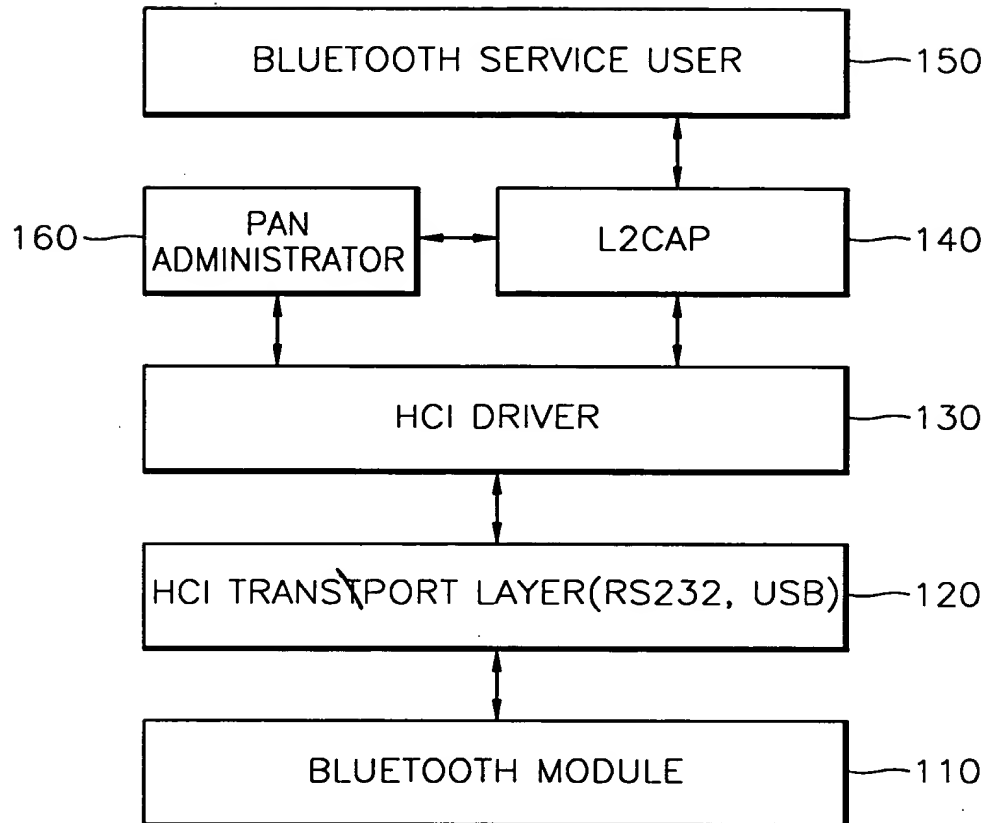 BLUETOOTH SERVICE USER
150
PAN
ADMINISTRATOR
160
L2CAP
140
HCI DRIVER
130
HCI TRANSTPORT LAYER(RS232, USB)
120
BLUETOOTH MODULE
110